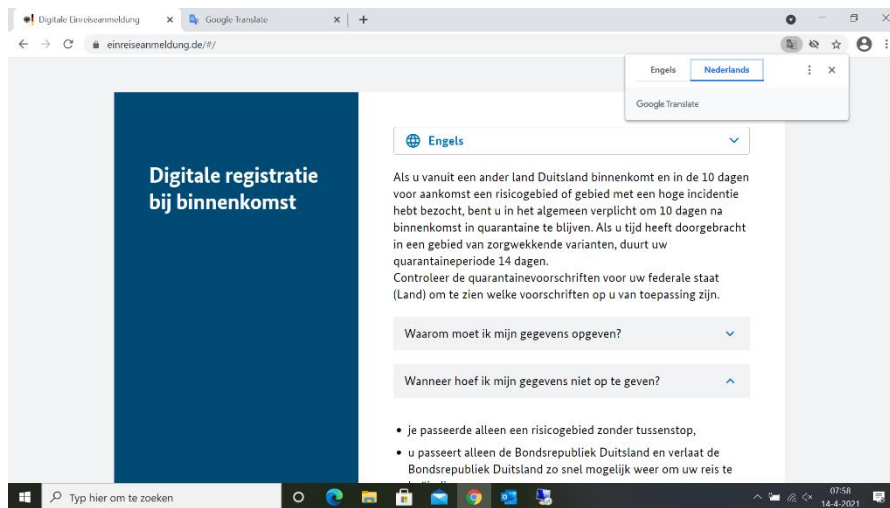 Digitale Einreiseanmeldung
Google Translate
einreiseanmeldung.de/#/
Engels Nederlands
Google Translate
Engels
Digitale registratie
bij binnenkomst
Als u vanuit een ander land Duitsland binnenkomt en in de 10 dagen
voor aankomst een risicogebied of gebied met een hoge incidentie
hebt bezocht, bent u in het algemeen verplicht om 10 dagen na
binnenkomst in quarantaine te blijven. Als u tijd heeft doorgebracht
in een gebied van zorgwekkende varianten, duurt uw
quarantaineperiode 14 dagen.
Controleer de quarantainevoorschriften voor uw federale staat
(Land) om te zien welke voorschriften op u van toepassing zijn.
Waarom moet ik mijn gegevens opgeven?
Wanneer hoef ik mijn gegevens niet op te geven?
• je passeerde alleen een risicogebied zonder tussenstop,
• u passeert alleen de Bondsrepubliek Duitsland en verlaat de
Bondsrepubliek Duitsland zo snel mogelijk weer om uw reis te
Typ hier om te zoeken
07:58
14-4-2021